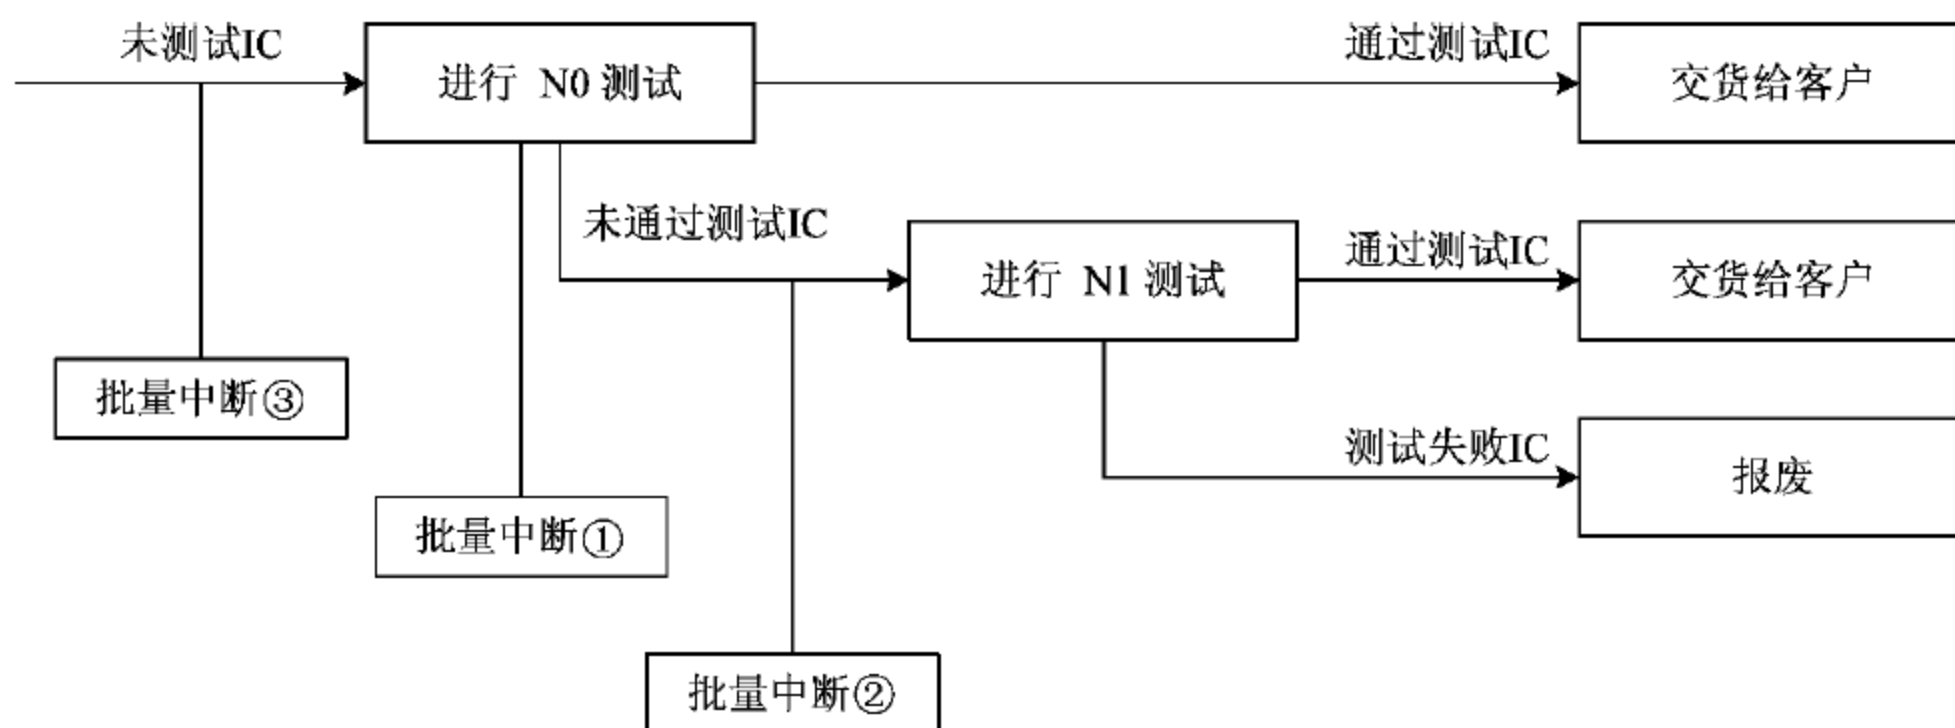 未测试IC
进行 N0 测试
通过测试IC
交货给客户
未通过测试IC
进行 N1 测试
通过测试IC
交货给客户
批量中断③
测试失败IC
报废
批量中断①
批量中断②